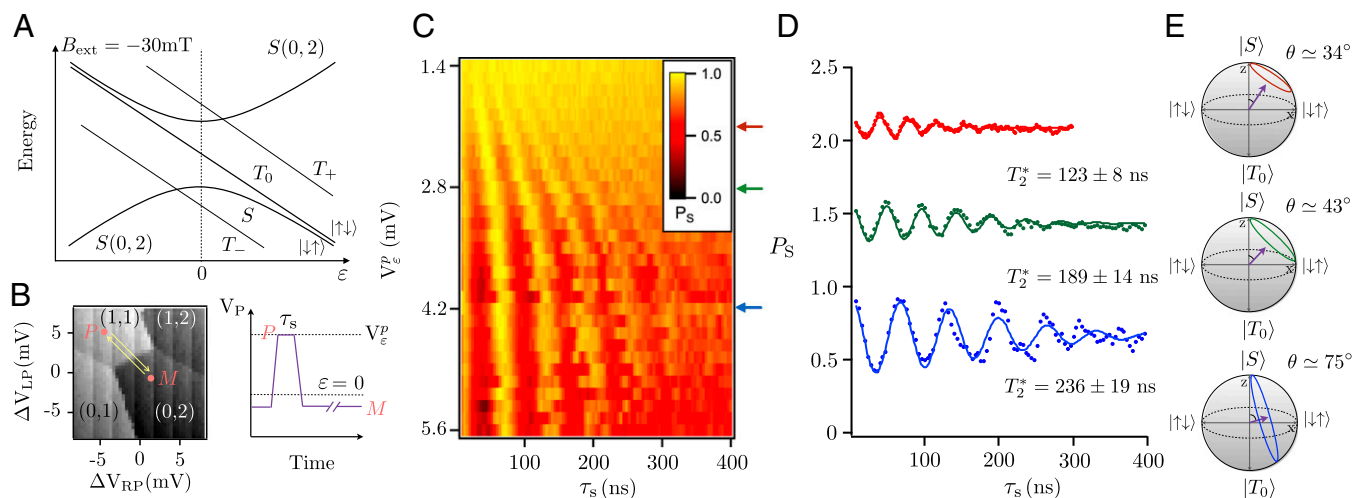 A
B_ext = −30mT
S(0,2)
Energy
T_0
T_+
S
S(0,2)
T_−
|↑↓⟩
|↓↑⟩
0
ε
B
(1,1)
(1,2)
P
M
(0,1)
(0,2)
5
0
-5
ΔV_LP (mV)
-5
0
5
ΔV_RP (mV)
V_P
τ_s
P
V_ε^p
ε = 0
M
Time
C
1.4
2.8
4.2
5.6
V_ε^p (mV)
1.0
0.5
0.0
P_S
100
200
300
400
τ_s (ns)
D
2.5
2.0
1.5
1.0
0.5
0
P_S
T_2^* = 123 ± 8 ns
T_2^* = 189 ± 14 ns
T_2^* = 236 ± 19 ns
100
200
300
400
τ_s (ns)
E
|S⟩
θ ≃ 34°
z
|↑↓⟩
x
|↓↑⟩
|T_0⟩
|S⟩
θ ≃ 43°
z
|↑↓⟩
x
|↓↑⟩
|T_0⟩
|S⟩
θ ≃ 75°
z
|↑↓⟩
x
|↓↑⟩
|T_0⟩